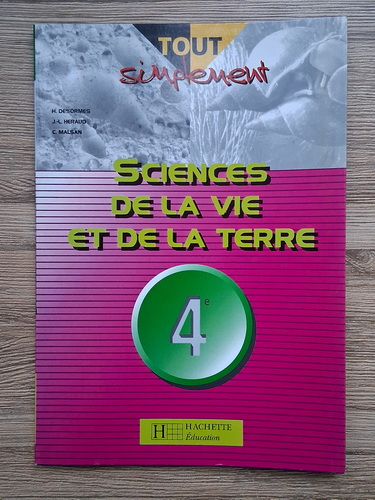 TOUT
simplement
H. DESORMES
J.-L. HERAUD
C. MALSAN
SCIENCES
DE LA VIE
ET DE LA TERRE
4e
H HACHETTE
Éducation